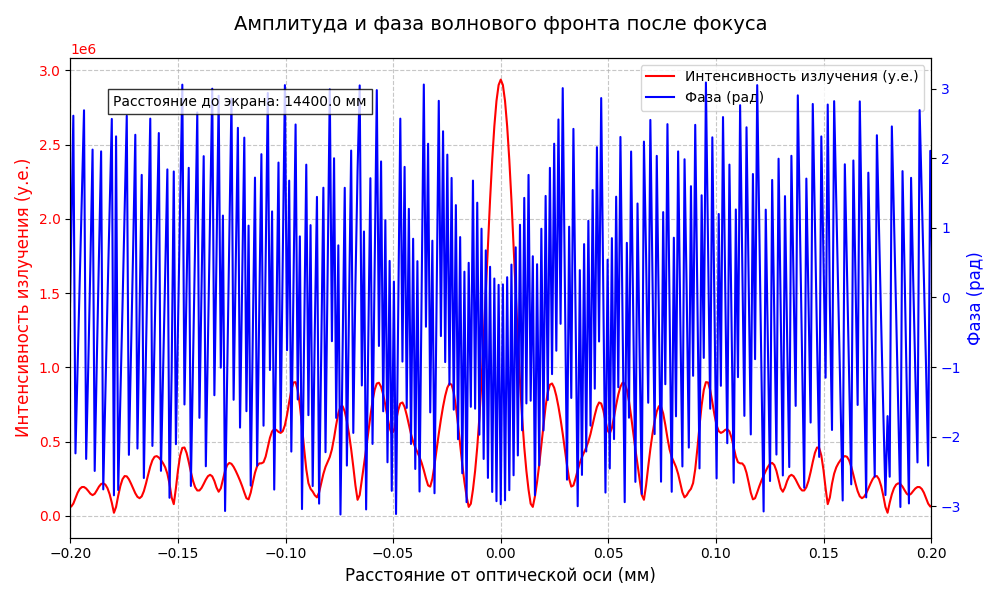 Амплитуда и фаза волнового фронта после фокуса
1e6
Интенсивность излучения (у.е.)
Фаза (рад)
Расстояние до экрана: 14400.0 мм
3.0
2.5
2.0
1.5
1.0
0.5
0.0
3
2
1
0
−1
−2
−3
Интенсивность излучения (у.е.)
Фаза (рад)
−0.20 −0.15 −0.10 −0.05 0.00 0.05 0.10 0.15 0.20
Расстояние от оптической оси (мм)